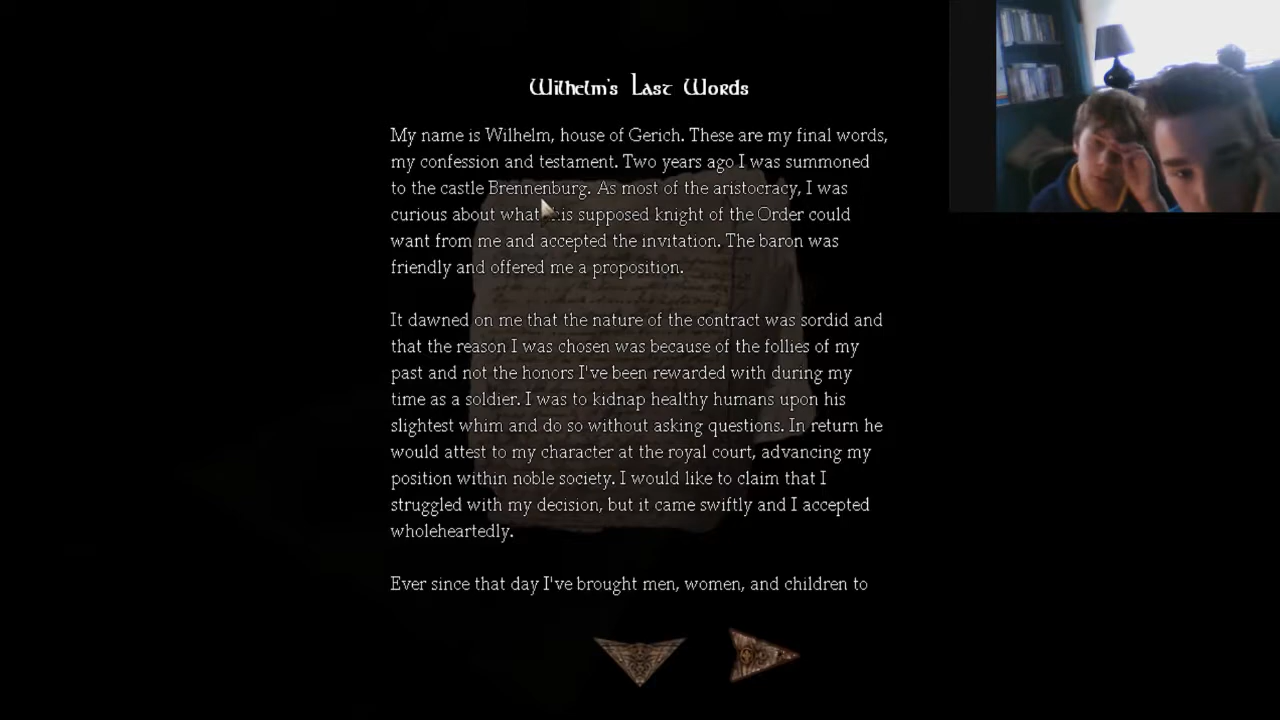 Wilhelm's Last Words
My name is Wilhelm, house of Gerich. These are my final words,
my confession and testament. Two years ago I was summoned
to the castle Brennenburg. As most of the aristocracy, I was
curious about what supposed knight of the Order could
want from me and accepted the invitation. The baron was
friendly and offered me a proposition.
It dawned on me that the nature of the contract was sordid and
that the reason I was chosen was because of the follies of my
past and not the honors I've been rewarded with during my
time as a soldier. I was to kidnap healthy humans upon his
slightest whim and do so without asking questions. In return he
would attest to my character at the royal court, advancing my
position within noble society. I would like to claim that I
struggled with my decision, but it came swiftly and I accepted
wholeheartedly.
Ever since that day I've brought men, women, and children to